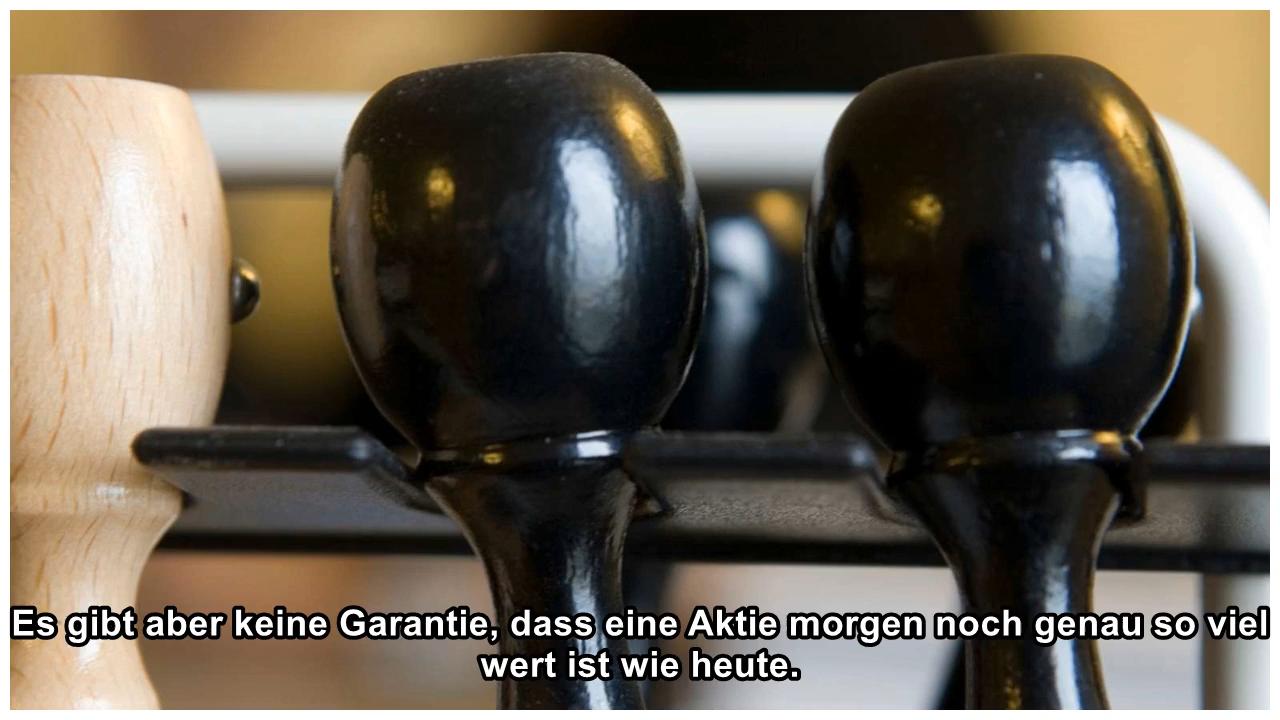 Es gibt aber keine Garantie, dass eine Aktie morgen noch genau so viel
wert ist wie heute.